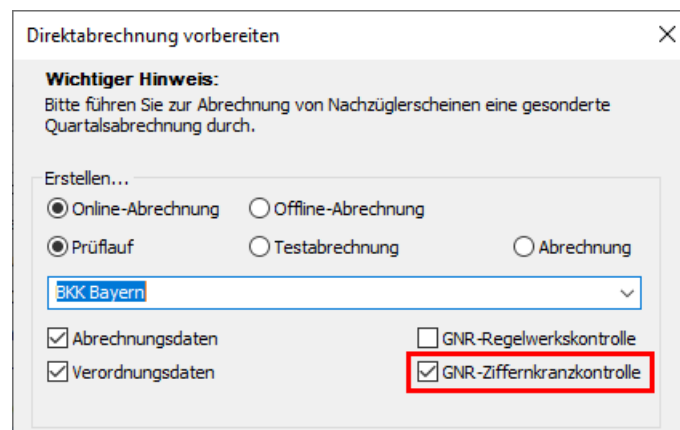 Direktabrechnung vorbereiten
Wichtiger Hinweis:
Bitte führen Sie zur Abrechnung von Nachzüglerscheinen eine gesonderte
Quartalsabrechnung durch.
Erstellen...
Online-Abrechnung Offline-Abrechnung
Prüflauf Testabrechnung Abrechnung
BKK Bayern
Abrechnungsdaten GNR-Regelwerkskontrolle
Verordnungsdaten GNR-Ziffernkranzkontrolle